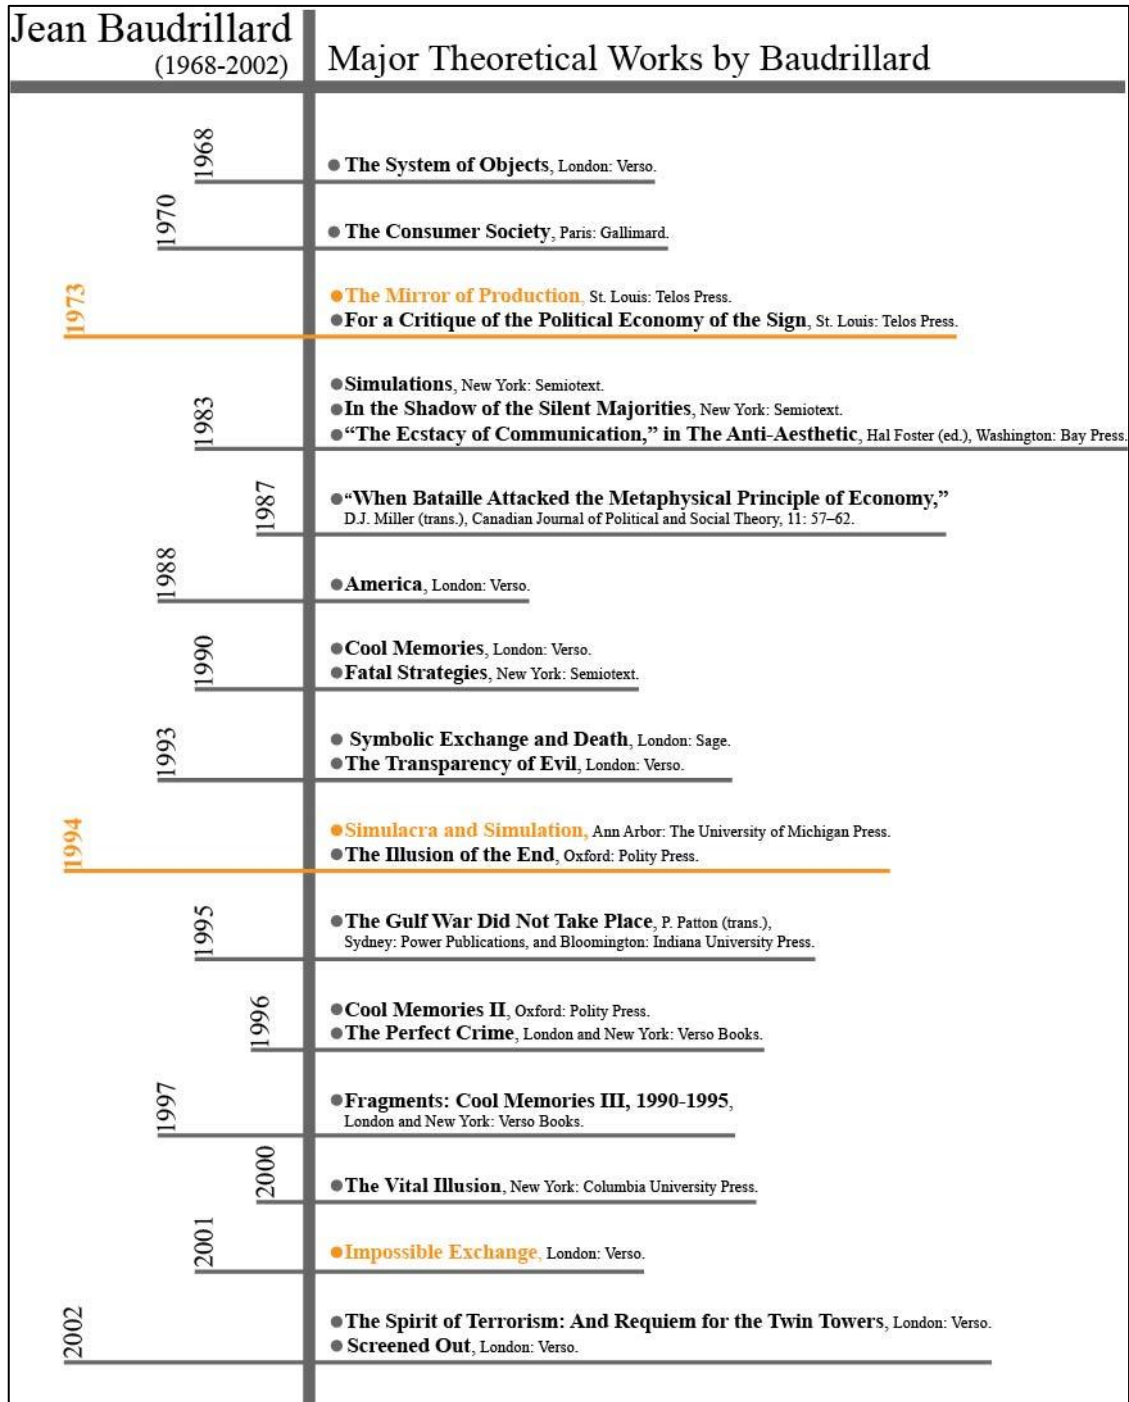 Jean Baudrillard
(1968-2002)
Major Theoretical Works by Baudrillard
1968
The System of Objects, London: Verso.
1970
The Consumer Society, Paris: Gallimard.
1973
The Mirror of Production, St. Louis: Telos Press.
For a Critique of the Political Economy of the Sign, St. Louis: Telos Press.
1983
Simulations, New York: Semiotext.
In the Shadow of the Silent Majorities, New York: Semiotext.
“The Ecstacy of Communication,” in The Anti-Aesthetic, Hal Foster (ed.), Washington: Bay Press.
1987
“When Bataille Attacked the Metaphysical Principle of Economy,”
D.J. Miller (trans.), Canadian Journal of Political and Social Theory, 11: 57–62.
1988
America, London: Verso.
1990
Cool Memories, London: Verso.
Fatal Strategies, New York: Semiotext.
1993
Symbolic Exchange and Death, London: Sage.
The Transparency of Evil, London: Verso.
1994
Simulacra and Simulation, Ann Arbor: The University of Michigan Press.
The Illusion of the End, Oxford: Polity Press.
1995
The Gulf War Did Not Take Place, P. Patton (trans.),
Sydney: Power Publications, and Bloomington: Indiana University Press.
1996
Cool Memories II, Oxford: Polity Press.
The Perfect Crime, London and New York: Verso Books.
1997
Fragments: Cool Memories III, 1990-1995,
London and New York: Verso Books.
2000
The Vital Illusion, New York: Columbia University Press.
2001
Impossible Exchange, London: Verso.
2002
The Spirit of Terrorism: And Requiem for the Twin Towers, London: Verso.
Screened Out, London: Verso.